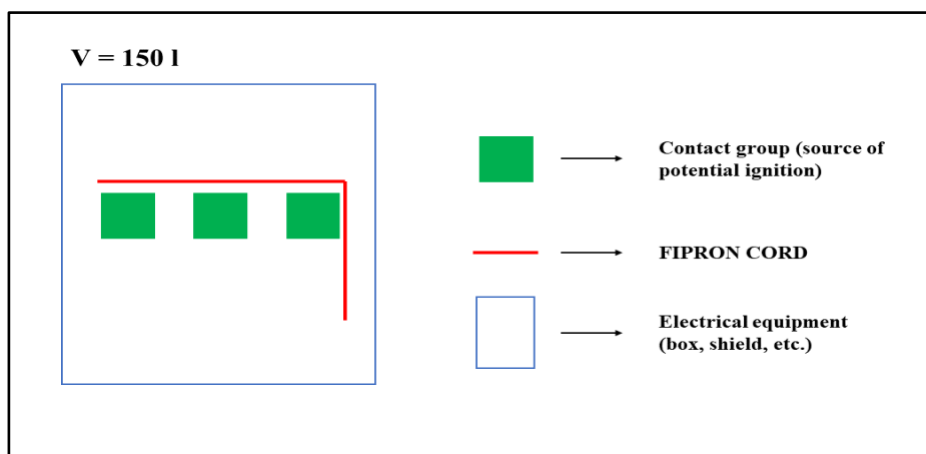 V = 150 l
Contact group (source of
potential ignition)
FIPRON CORD
Electrical equipment
(box, shield, etc.)